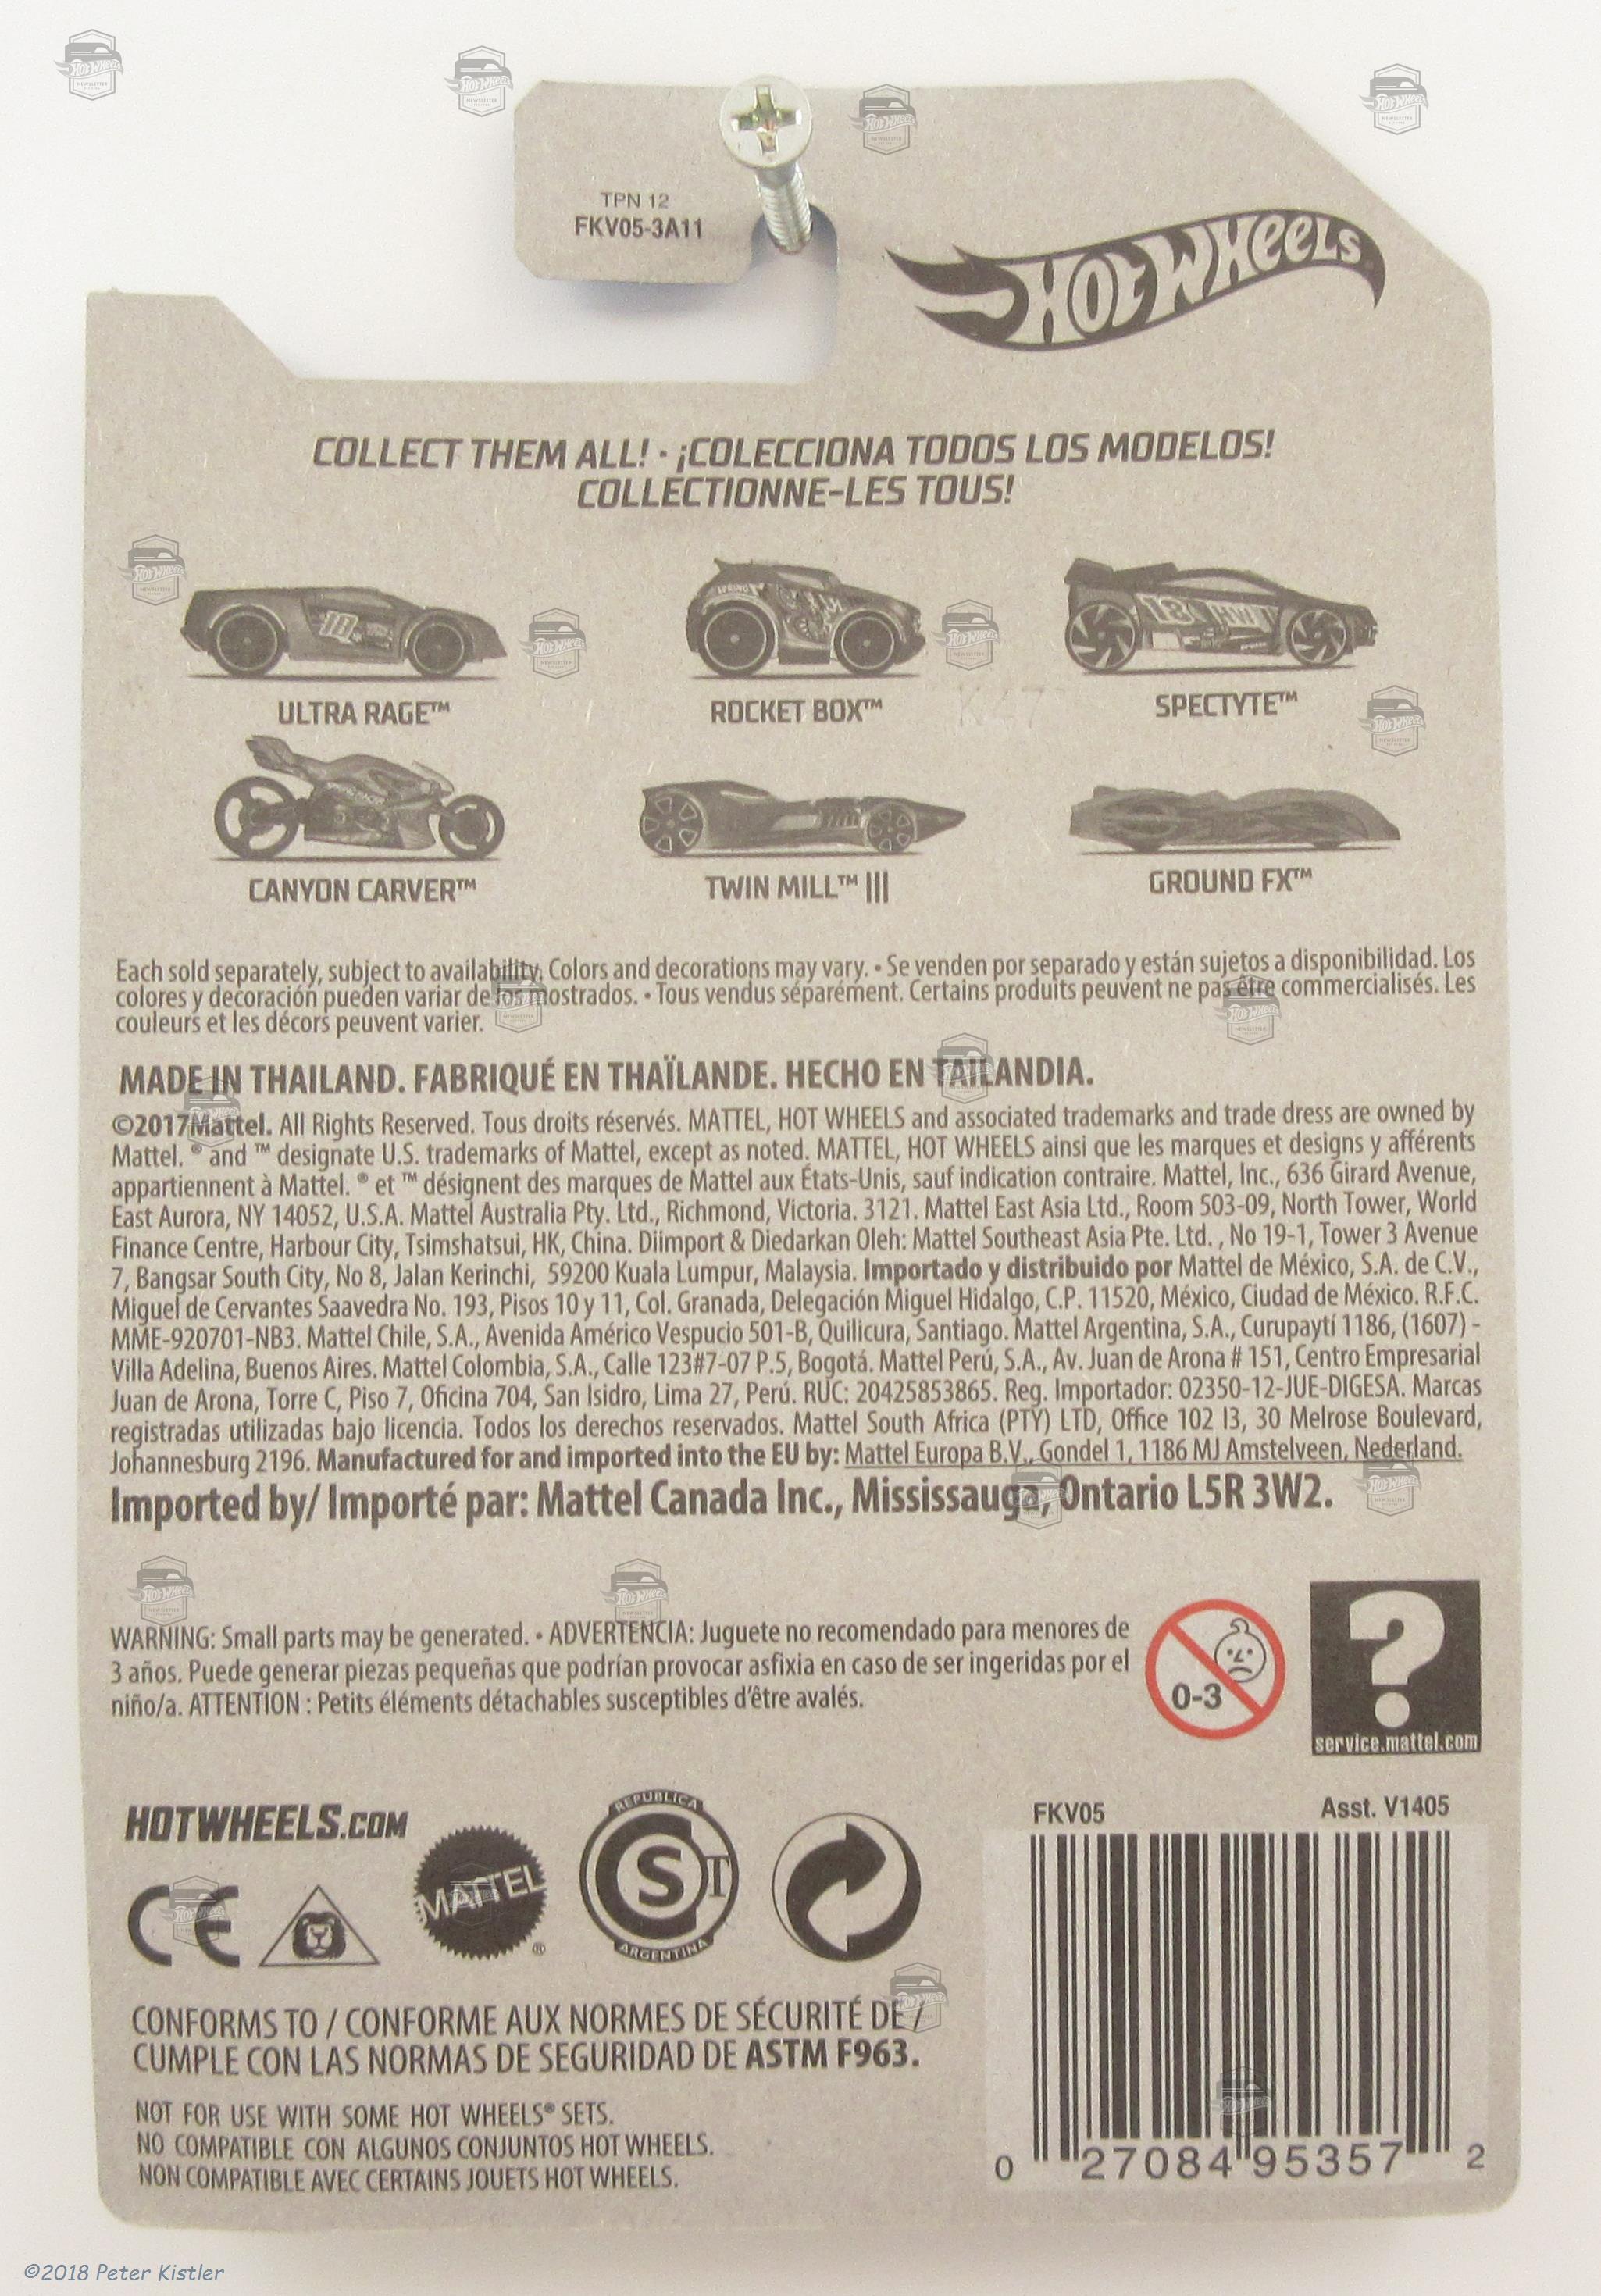 TPN 12
FKV05-3A11
HOT WHEELS
COLLECT THEM ALL! • ¡COLECCIONA TODOS LOS MODELOS!
COLLECTIONNE-LES TOUS!
ULTRA RAGE™
ROCKET BOX™
SPECTYTE™
CANYON CARVER™
TWIN MILL™ III
GROUND FX™
Each sold separately, subject to availability. Colors and decorations may vary. • Se venden por separado y están sujetos a disponibilidad. Los
colores y decoración pueden variar de los mostrados. • Tous vendus séparément. Certains produits peuvent ne pas être commercialisés. Les
couleurs et les décors peuvent varier.
MADE IN THAILAND. FABRIQUÉ EN THAÏLANDE. HECHO EN TAILANDIA.
©2017Mattel. All Rights Reserved. Tous droits réservés. MATTEL, HOT WHEELS and associated trademarks and trade dress are owned by
Mattel. ® and ™ designate U.S. trademarks of Mattel, except as noted. MATTEL, HOT WHEELS ainsi que les marques et designs y afférents
appartiennent à Mattel. ® et ™ désignent des marques de Mattel aux États-Unis, sauf indication contraire. Mattel, Inc., 636 Girard Avenue,
East Aurora, NY 14052, U.S.A. Mattel Australia Pty. Ltd., Richmond, Victoria. 3121. Mattel East Asia Ltd., Room 503-09, North Tower, World
Finance Centre, Harbour City, Tsimshatsui, HK, China. Diimport & Diedarkan Oleh: Mattel Southeast Asia Pte. Ltd. , No 19-1, Tower 3 Avenue
7, Bangsar South City, No 8, Jalan Kerinchi, 59200 Kuala Lumpur, Malaysia. Importado y distribuido por Mattel de México, S.A. de C.V.,
Miguel de Cervantes Saavedra No. 193, Pisos 10 y 11, Col. Granada, Delegación Miguel Hidalgo, C.P. 11520, México, Ciudad de México. R.F.C.
MME-920701-NB3. Mattel Chile, S.A., Avenida Américo Vespucio 501-B, Quilicura, Santiago. Mattel Argentina, S.A., Curupaytí 1186, (1607) -
Villa Adelina, Buenos Aires. Mattel Colombia, S.A., Calle 123#7-07 P.5, Bogotá. Mattel Perú, S.A., Av. Juan de Arona # 151, Centro Empresarial
Juan de Arona, Torre C, Piso 7, Oficina 704, San Isidro, Lima 27, Perú. RUC: 20425853865. Reg. Importador: 02350-12-JUE-DIGESA. Marcas
registradas utilizadas bajo licencia. Todos los derechos reservados. Mattel South Africa (PTY) LTD, Office 102 I3, 30 Melrose Boulevard,
Johannesburg 2196. Manufactured for and imported into the EU by: Mattel Europa B.V., Gondel 1, 1186 MJ Amstelveen, Nederland.
Imported by/ Importé par: Mattel Canada Inc., Mississauga, Ontario L5R 3W2.
WARNING: Small parts may be generated. • ADVERTENCIA: Juguete no recomendado para menores de
3 años. Puede generar piezas pequeñas que podrían provocar asfixia en caso de ser ingeridas por el
niño/a. ATTENTION : Petits éléments détachables susceptibles d'être avalés.
0-3
?
service.mattel.com
HOTWHEELS.COM
CE
MATTEL®
REPUBLICA
S T
ARGENTINA
FKV05
Asst. V1405
CONFORMS TO / CONFORME AUX NORMES DE SÉCURITÉ DE /
CUMPLE CON LAS NORMAS DE SEGURIDAD DE ASTM F963.
NOT FOR USE WITH SOME HOT WHEELS® SETS.
NO COMPATIBLE CON ALGUNOS CONJUNTOS HOT WHEELS.
NON COMPATIBLE AVEC CERTAINS JOUETS HOT WHEELS.
0 27084 95357 2
©2018 Peter Kistler